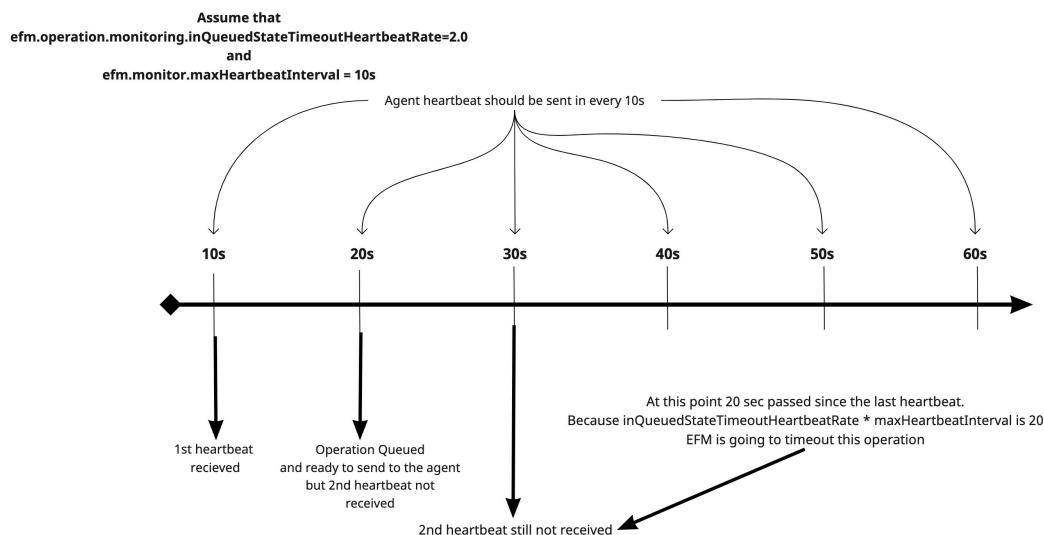 Assume that
efm.operation.monitoring.inQueuedStateTimeoutHeartbeatRate=2.0
and
efm.monitor.maxHeartbeatInterval = 10s
Agent heartbeat should be sent in every 10s
10s
20s
30s
40s
50s
60s
1st heartbeat
recieved
Operation Queued
and ready to send to the agent
but 2nd heartbeat not
received
At this point 20 sec passed since the last heartbeat.
Because inQueuedStateTimeoutHeartbeatRate * maxHeartbeatInterval is 20
EFM is going to timeout this operation
2nd heartbeat still not received